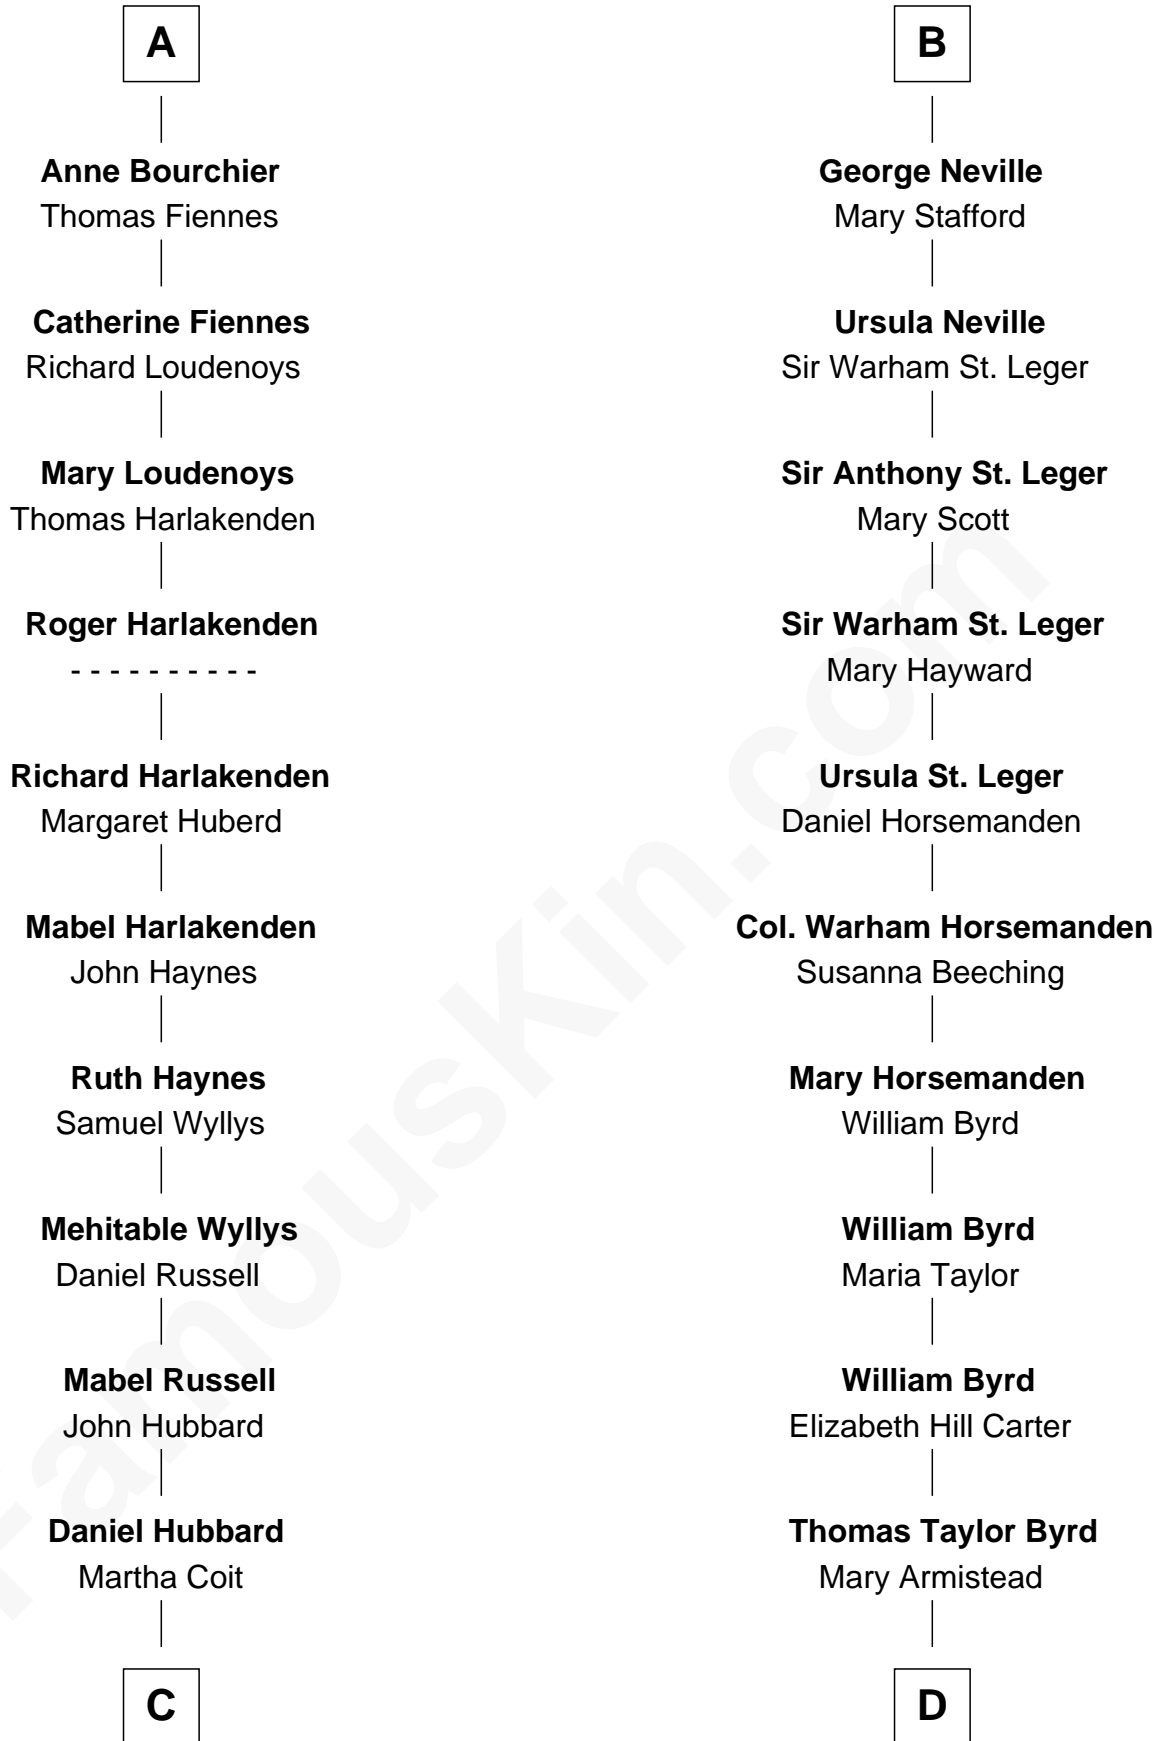 A
Anne Bourchier
Thomas Fiennes
Catherine Fiennes
Richard Loudenoys
Mary Loudenoys
Thomas Harlakenden
Roger Harlakenden
- - - - - - - - - -
Richard Harlakenden
Margaret Huberd
Mabel Harlakenden
John Haynes
Ruth Haynes
Samuel Wyllys
Mehitable Wyllys
Daniel Russell
Mabel Russell
John Hubbard
Daniel Hubbard
Martha Coit
C
B
George Neville
Mary Stafford
Ursula Neville
Sir Warham St. Leger
Sir Anthony St. Leger
Mary Scott
Sir Warham St. Leger
Mary Hayward
Ursula St. Leger
Daniel Horsemanden
Col. Warham Horsemanden
Susanna Beeching
Mary Horsemanden
William Byrd
William Byrd
Maria Taylor
William Byrd
Elizabeth Hill Carter
Thomas Taylor Byrd
Mary Armistead
D
FamousKin.com